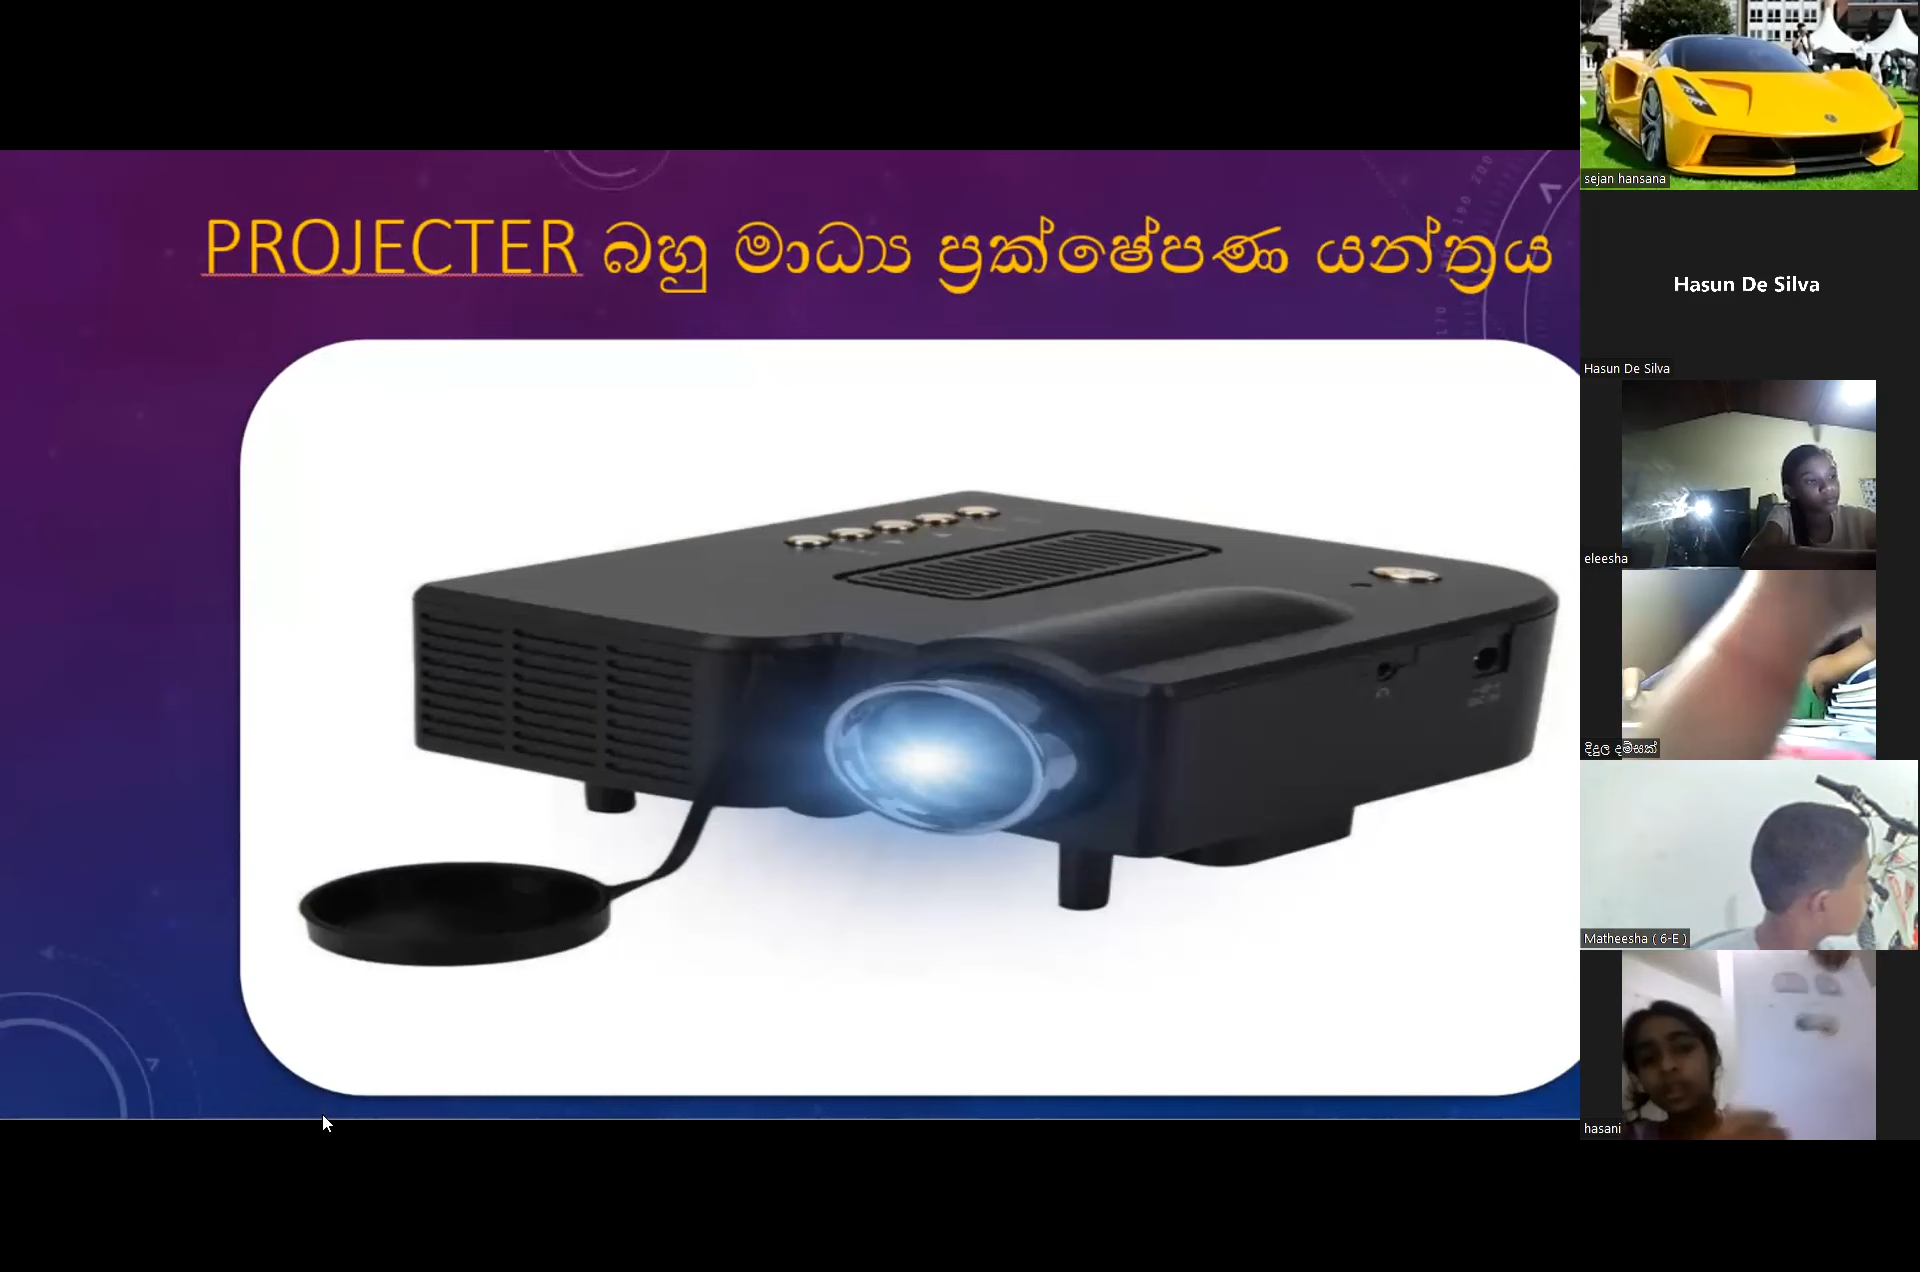 PROJECTER බහු මාධ්‍ය ප්‍රක්ෂේපණ යන්ත්‍රය
sejan hansana
Hasun De Silva
Hasun De Silva
eleesha
දිදුල දම්සක්
Matheesha ( 6-E )
hasani